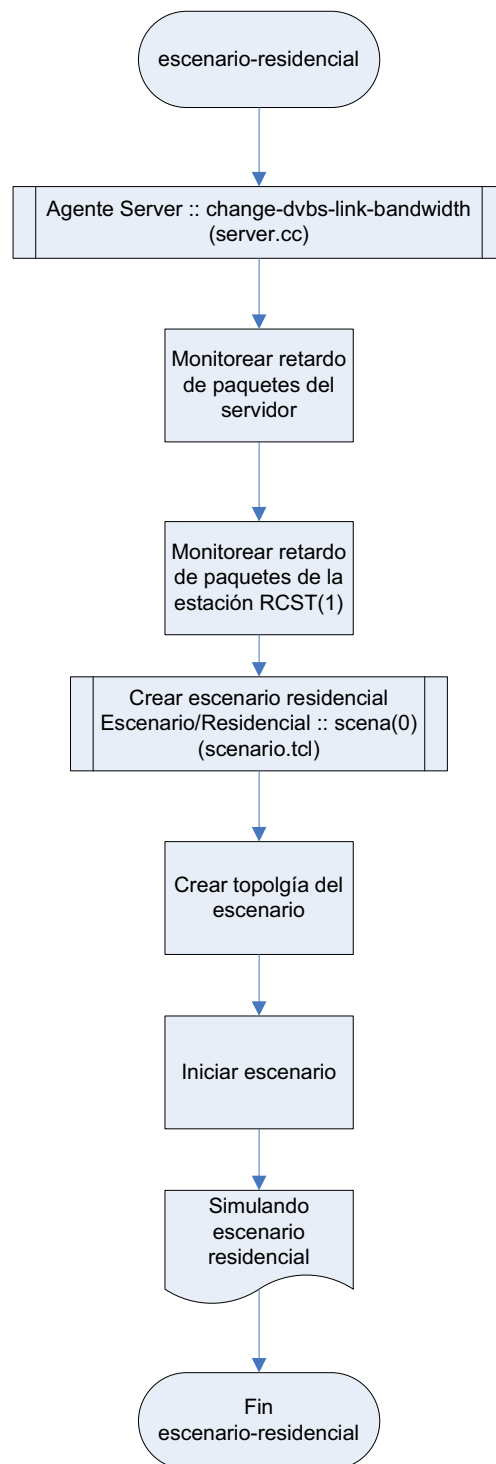 escenario-residencial
Agente Server :: change-dvbs-link-bandwidth
(server.cc)
Monitorear retardo
de paquetes del
servidor
Monitorear retardo
de paquetes de la
estación RCST(1)
Crear escenario residencial
Escenario/Residencial :: scena(0)
(scenario.tcl)
Crear topolgía del
escenario
Iniciar escenario
Simulando
escenario
residencial
Fin
escenario-residencial